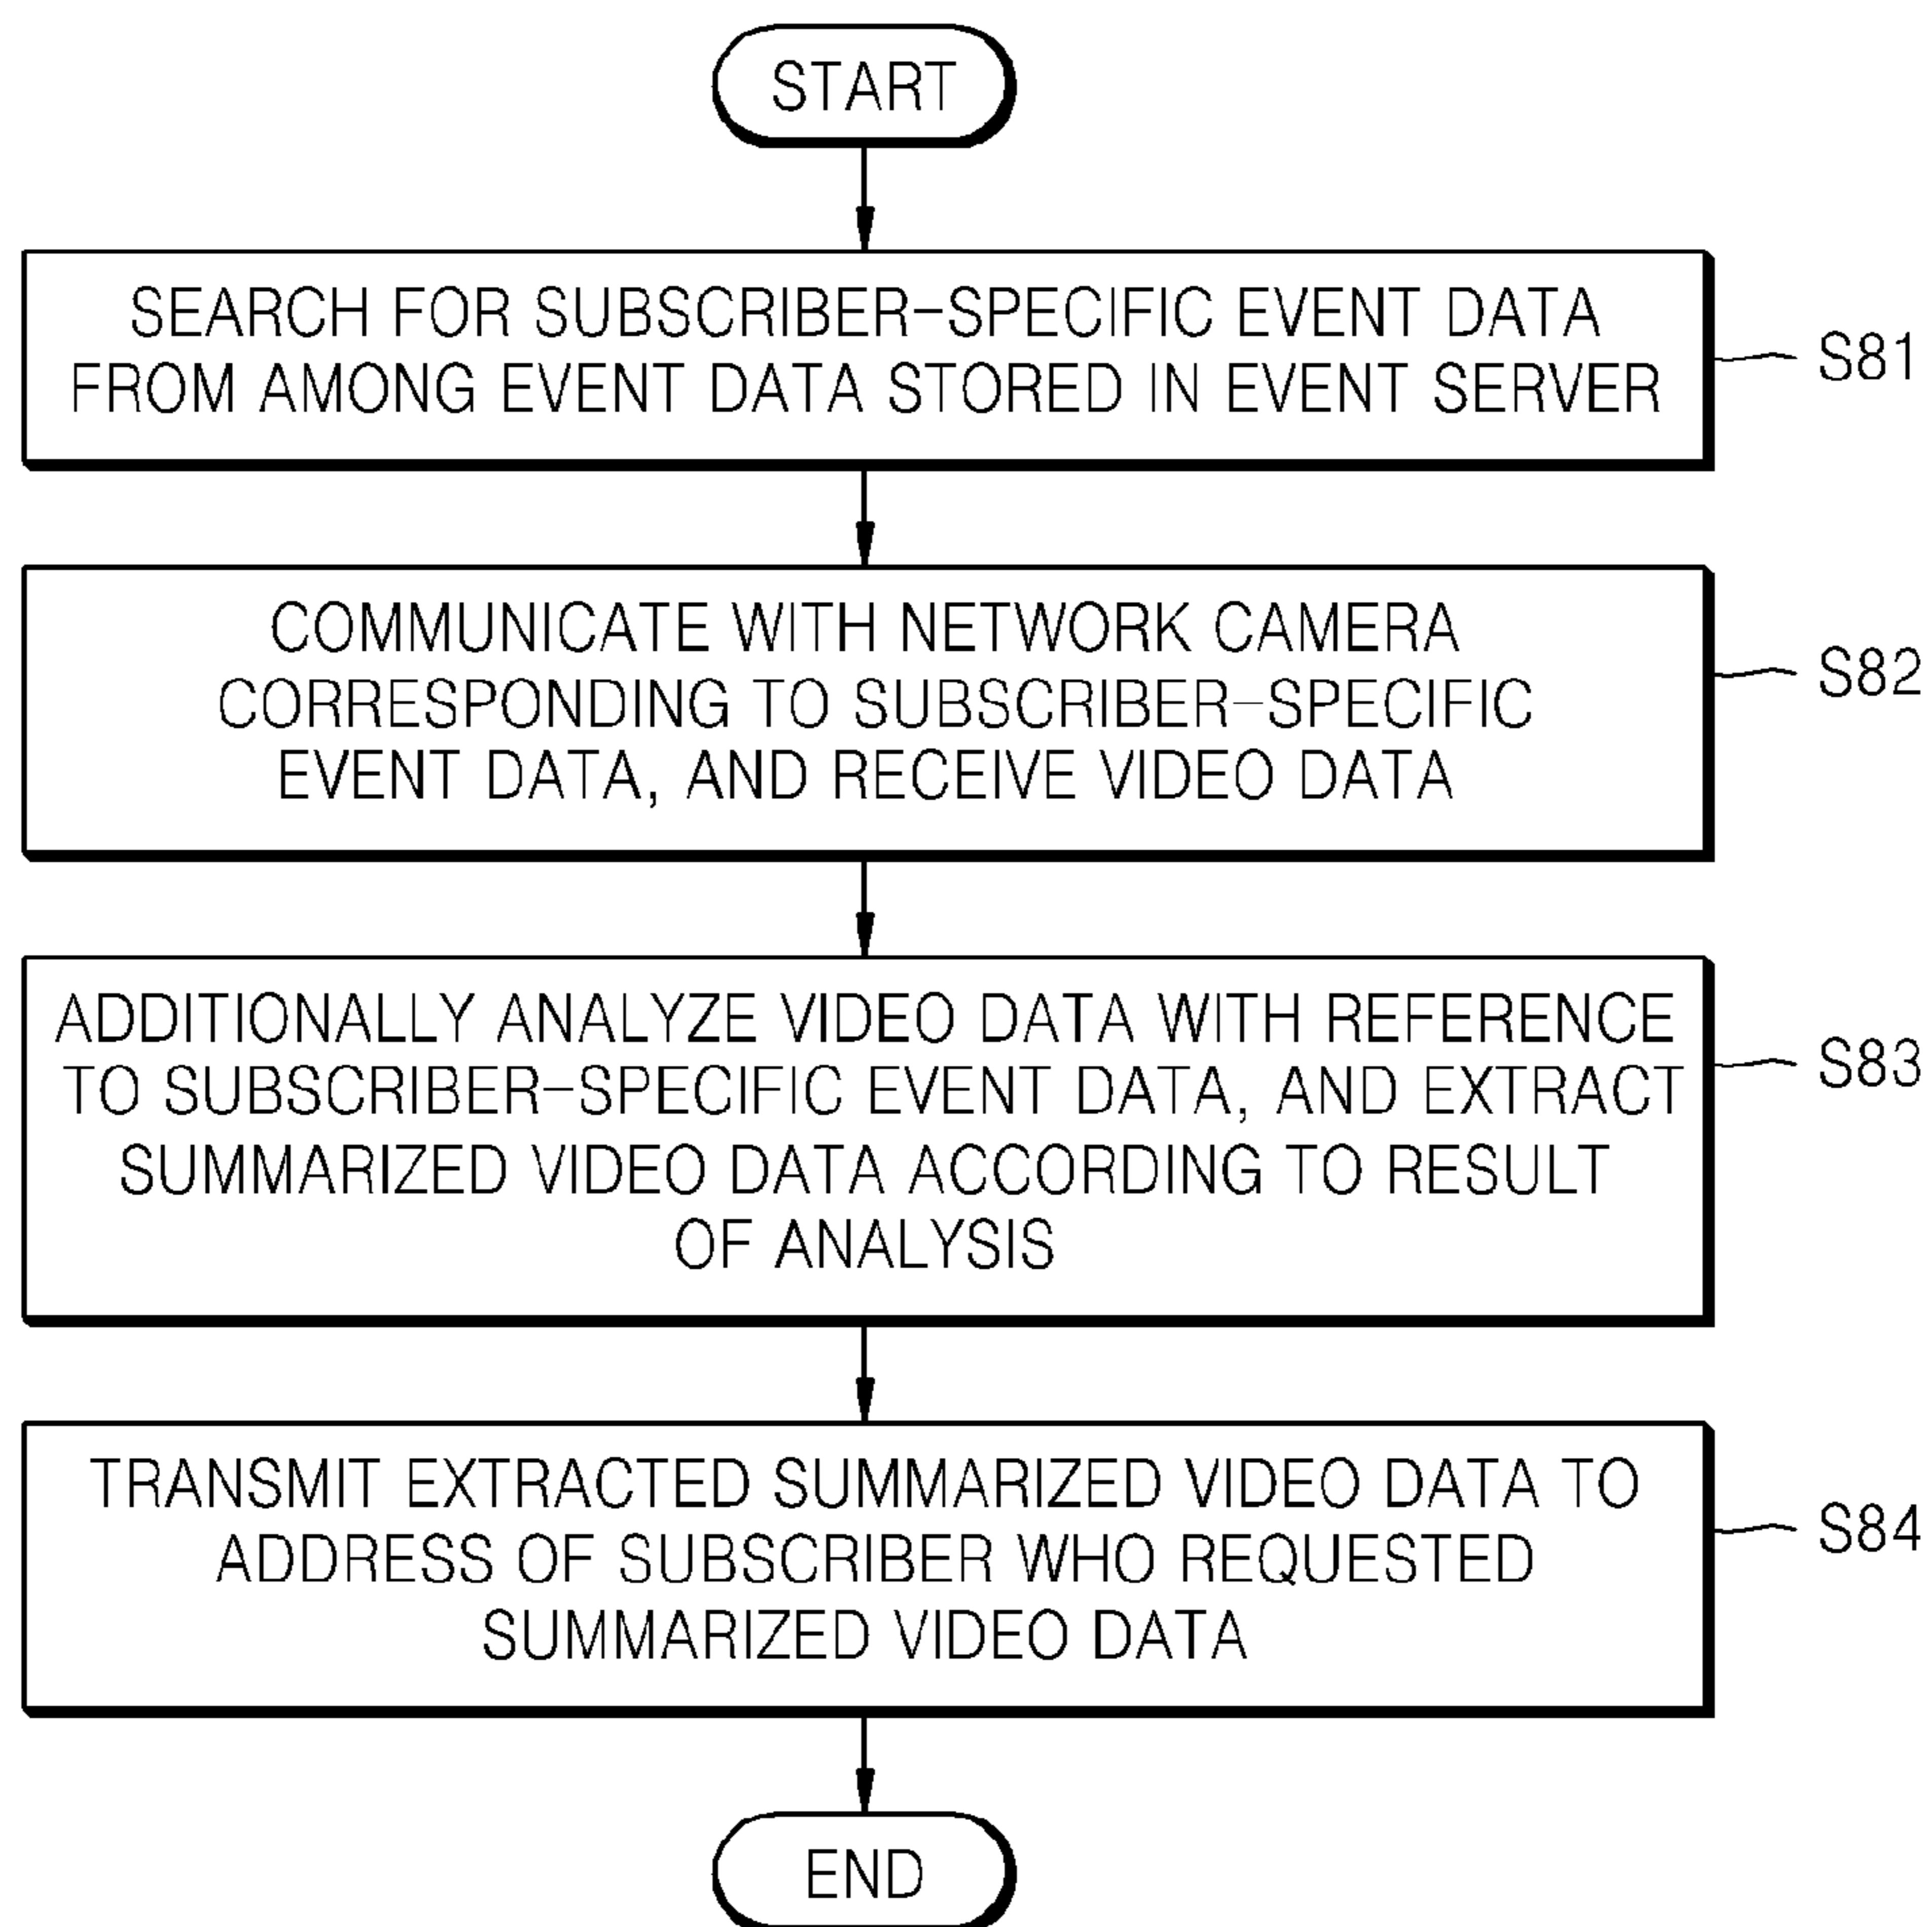 START
SEARCH FOR SUBSCRIBER-SPECIFIC EVENT DATA
FROM AMONG EVENT DATA STORED IN EVENT SERVER
S81
COMMUNICATE WITH NETWORK CAMERA
CORRESPONDING TO SUBSCRIBER-SPECIFIC
EVENT DATA, AND RECEIVE VIDEO DATA
S82
ADDITIONALLY ANALYZE VIDEO DATA WITH REFERENCE
TO SUBSCRIBER-SPECIFIC EVENT DATA, AND EXTRACT
SUMMARIZED VIDEO DATA ACCORDING TO RESULT
OF ANALYSIS
S83
TRANSMIT EXTRACTED SUMMARIZED VIDEO DATA TO
ADDRESS OF SUBSCRIBER WHO REQUESTED
SUMMARIZED VIDEO DATA
S84
END